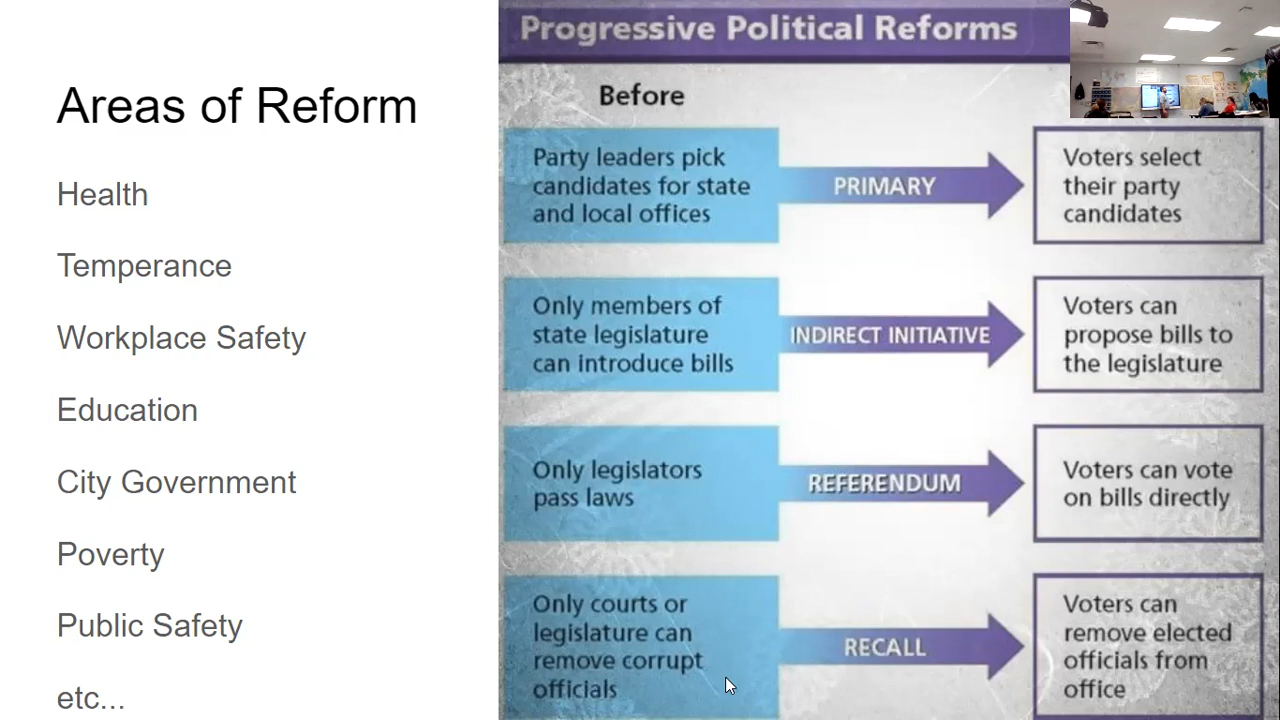 Areas of Reform
Health
Temperance
Workplace Safety
Education
City Government
Poverty
Public Safety
etc...
Progressive Political Reforms
Before
Party leaders pick
candidates for state
and local offices
PRIMARY
Voters select
their party
candidates
Only members of
state legislature
can introduce bills
INDIRECT INITIATIVE
Voters can
propose bills to
the legislature
Only legislators
pass laws
REFERENDUM
Voters can vote
on bills directly
Only courts or
legislature can
remove corrupt
officials
RECALL
Voters can
remove elected
officials from
office